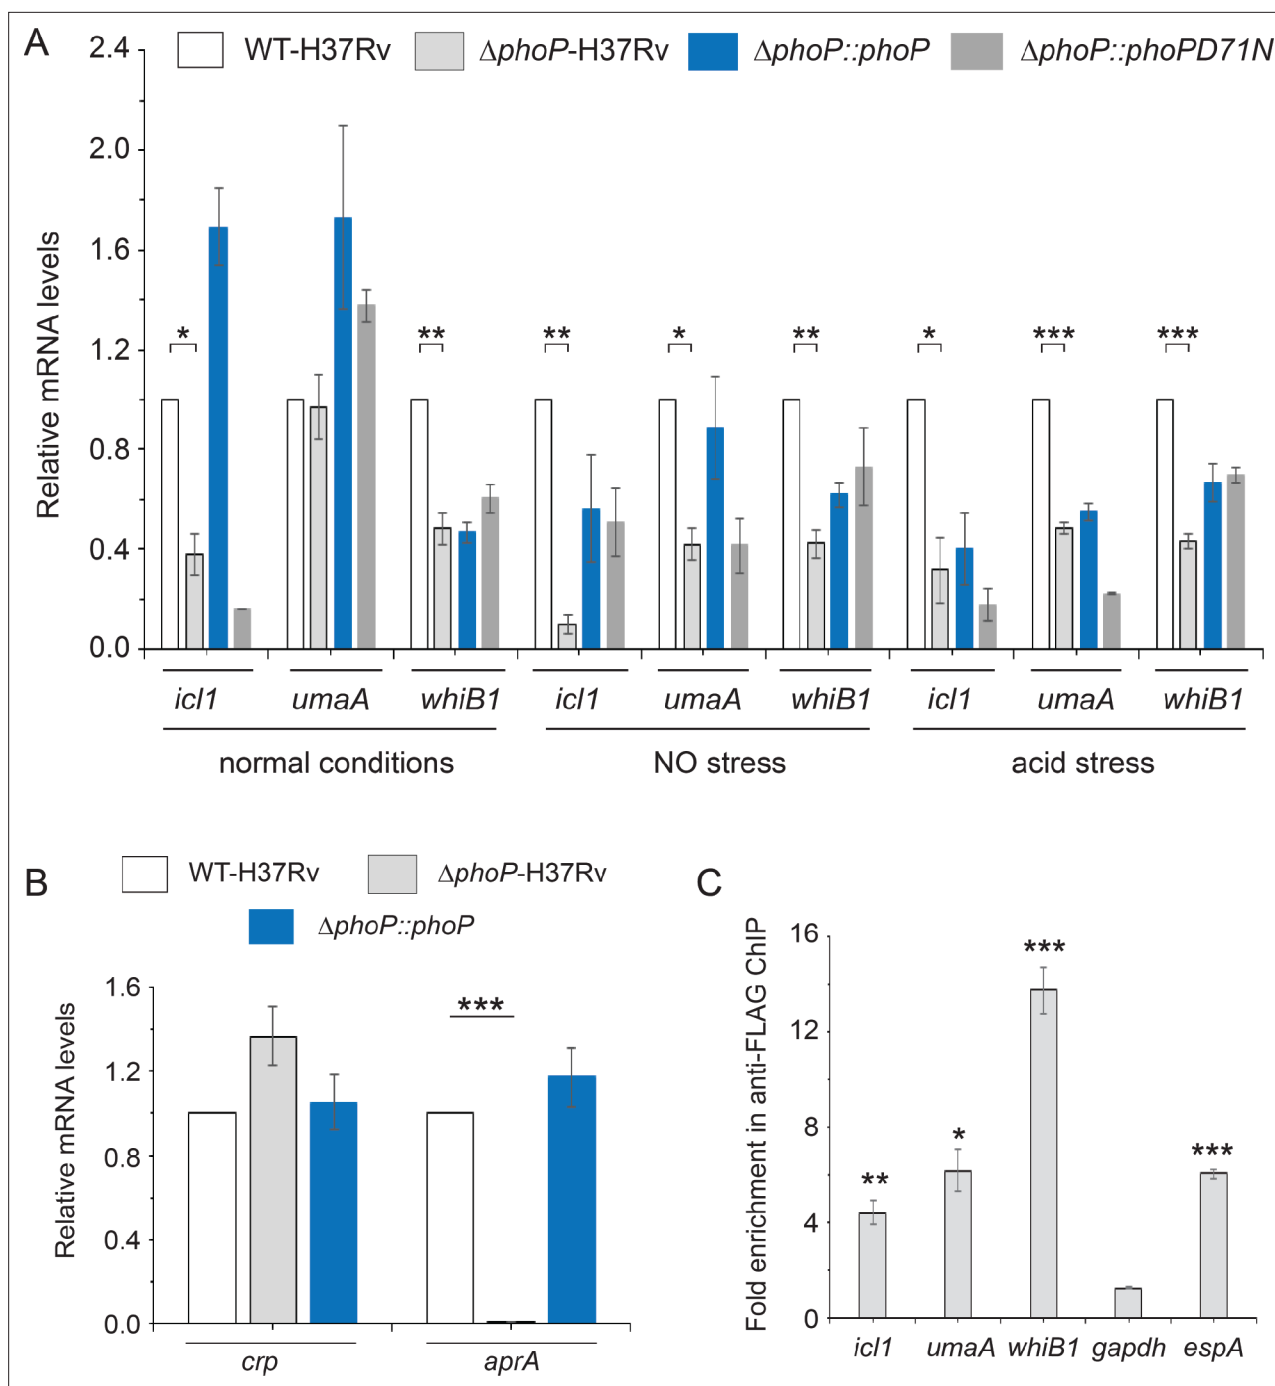 A
WT-H37Rv ΔphoP-H37Rv ΔphoP::phoP ΔphoP::phoPD71N
Relative mRNA levels
2.4
2.0
1.6
1.2
0.8
0.4
0.0
* ** ** * ** * *** ***
icl1 umaA whiB1 icl1 umaA whiB1 icl1 umaA whiB1
normal conditions NO stress acid stress
B
WT-H37Rv ΔphoP-H37Rv
ΔphoP::phoP
Relative mRNA levels
1.6
1.2
0.8
0.4
0.0
***
crp aprA
C
Fold enrichment in anti-FLAG ChIP
16
12
8
4
0
** * *** ***
icl1 umaA whiB1 gapdh espA